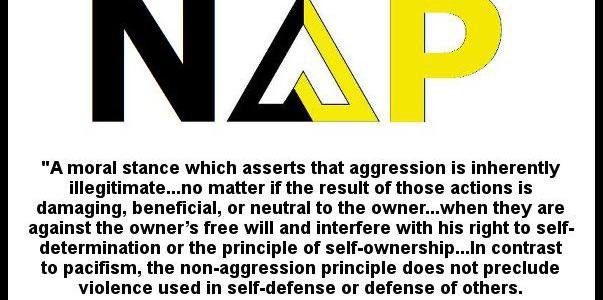 NAP
"A moral stance which asserts that aggression is inherently
illegitimate...no matter if the result of those actions is
damaging, beneficial, or neutral to the owner...when they are
against the owner’s free will and interfere with his right to self-
determination or the principle of self-ownership...In contrast
to pacifism, the non-aggression principle does not preclude
violence used in self-defense or defense of others.